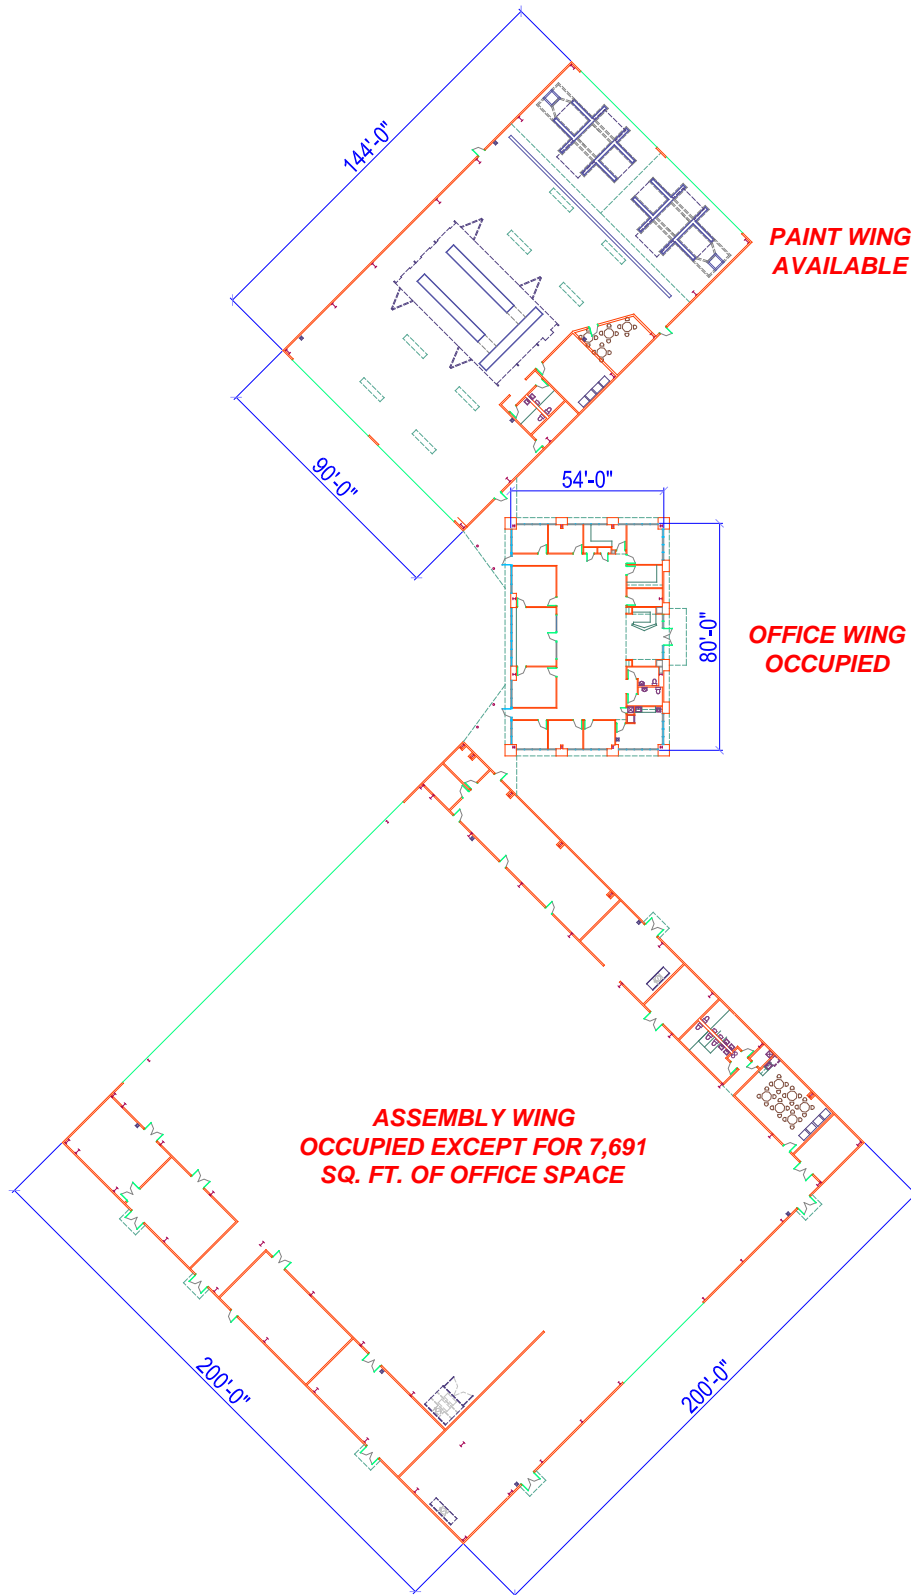 144'-0"
PAINT WING
AVAILABLE
90'-0"
54'-0"
80'-0"
OFFICE WING
OCCUPIED
ASSEMBLY WING
OCCUPIED EXCEPT FOR 7,691
SQ. FT. OF OFFICE SPACE
200'-0"
200'-0"